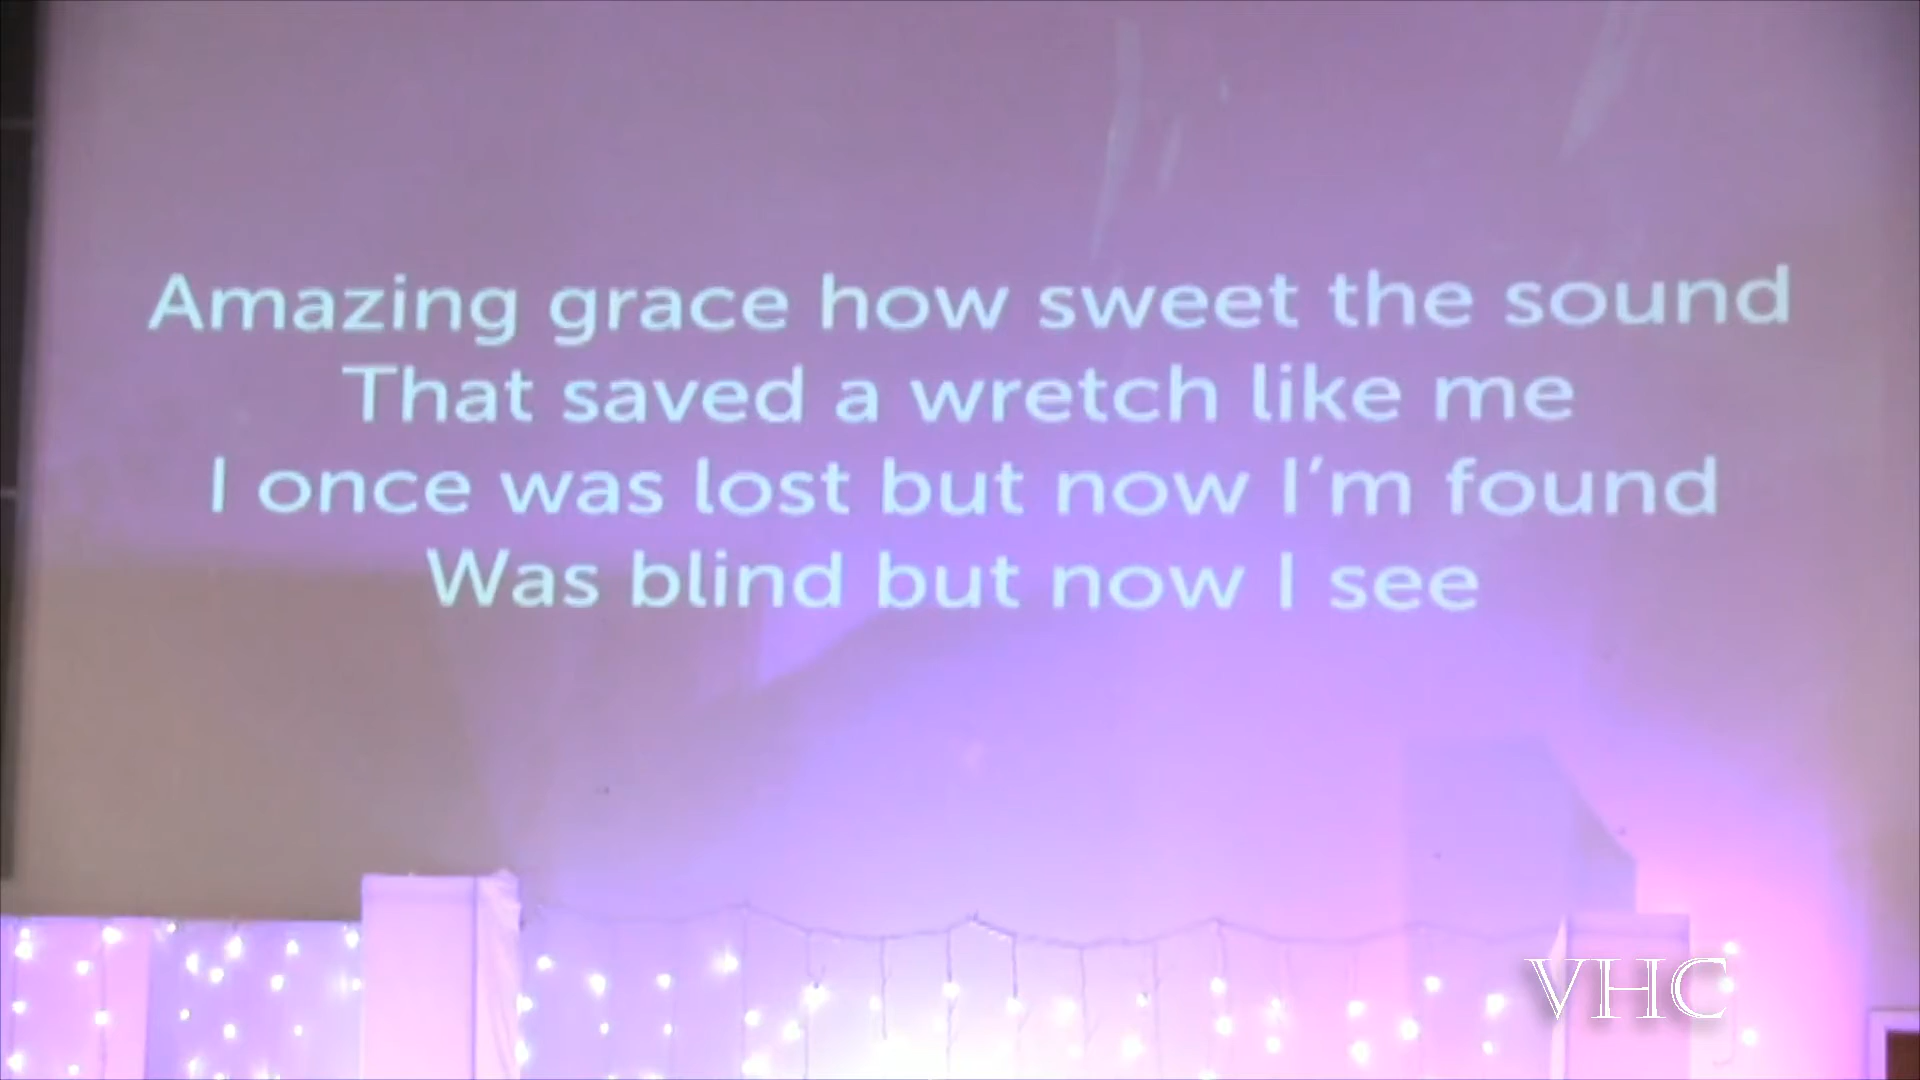 Amazing grace how sweet the sound
That saved a wretch like me
I once was lost but now I'm found
Was blind but now I see
VHC